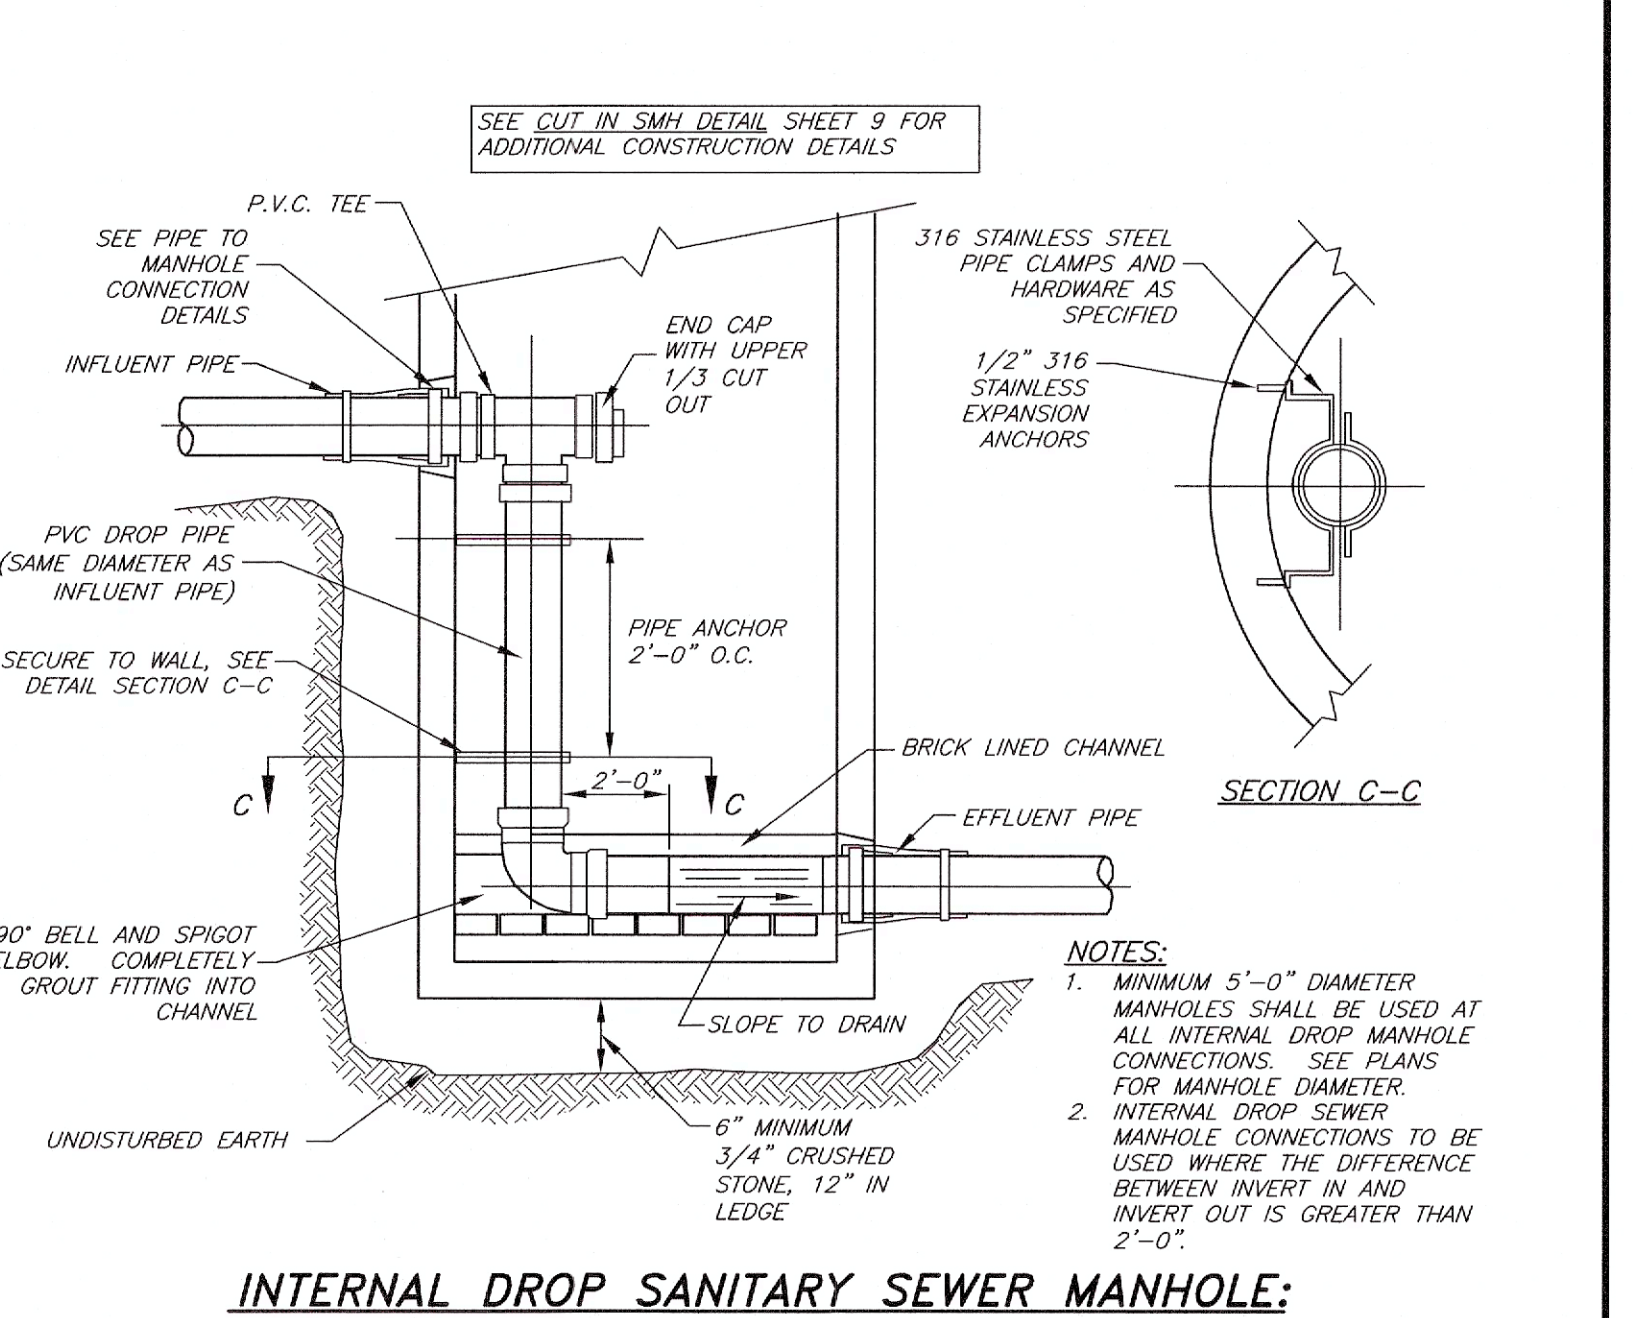 SEE CUT IN SMH DETAIL SHEET 9 FOR
ADDITIONAL CONSTRUCTION DETAILS
P.V.C. TEE
SEE PIPE TO
MANHOLE
CONNECTION
DETAILS
INFLUENT PIPE
END CAP
WITH UPPER
1/3 CUT
OUT
316 STAINLESS STEEL
PIPE CLAMPS AND
HARDWARE AS
SPECIFIED
1/2" 316
STAINLESS
EXPANSION
ANCHORS
PVC DROP PIPE
(SAME DIAMETER AS
INFLUENT PIPE)
SECURE TO WALL, SEE
DETAIL SECTION C-C
PIPE ANCHOR
2'-0" O.C.
BRICK LINED CHANNEL
2'-0"
C
C
SECTION C-C
EFFLUENT PIPE
90° BELL AND SPIGOT
ELBOW. COMPLETELY
GROUT FITTING INTO
CHANNEL
SLOPE TO DRAIN
UNDISTURBED EARTH
6" MINIMUM
3/4" CRUSHED
STONE, 12" IN
LEDGE
NOTES:
1. MINIMUM 5'-0" DIAMETER
MANHOLES SHALL BE USED AT
ALL INTERNAL DROP MANHOLE
CONNECTIONS. SEE PLANS
FOR MANHOLE DIAMETER.
2. INTERNAL DROP SEWER
MANHOLE CONNECTIONS TO BE
USED WHERE THE DIFFERENCE
BETWEEN INVERT IN AND
INVERT OUT IS GREATER THAN
2'-0".
INTERNAL DROP SANITARY SEWER MANHOLE: